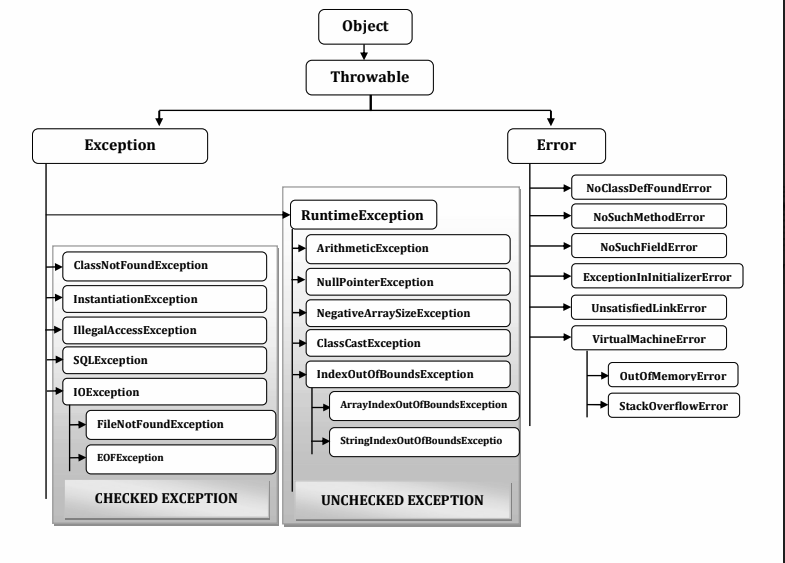 Object
Throwable
Exception
Error
NoClassDefFoundError
NoSuchMethodError
NoSuchFieldError
ExceptionInInitializerError
UnsatisfiedLinkError
VirtualMachineError
OutOfMemoryError
StackOverflowError
RuntimeException
ArithmeticException
NullPointerException
NegativeArraySizeException
ClassCastException
IndexOutOfBoundsException
ArrayIndexOutOfBoundsException
StringIndexOutOfBoundsExceptio
UNCHECKED EXCEPTION
ClassNotFoundException
InstantiationException
IllegalAccessException
SQLException
IOException
FileNotFoundException
EOFException
CHECKED EXCEPTION